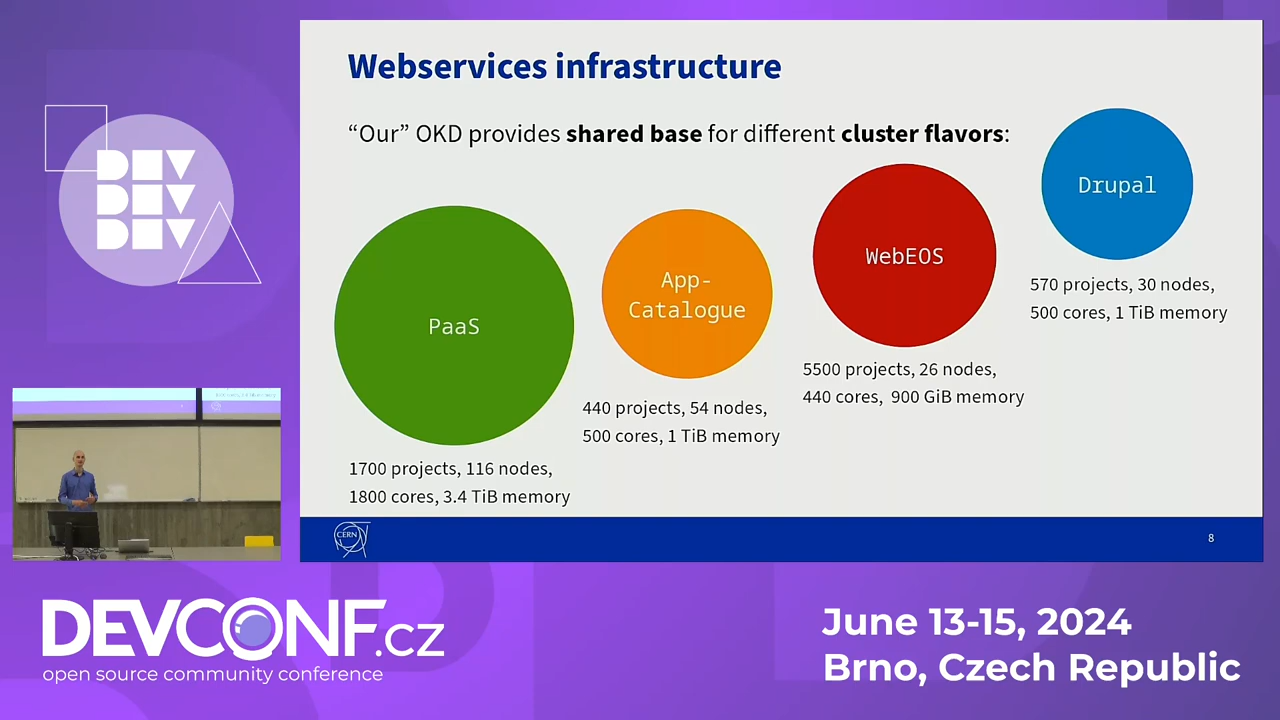 Webservices infrastructure
“Our” OKD provides shared base for different cluster flavors:
PaaS
1700 projects, 116 nodes,
1800 cores, 3.4 TiB memory
App-
Catalogue
440 projects, 54 nodes,
500 cores, 1 TiB memory
WebEOS
5500 projects, 26 nodes,
440 cores, 900 GiB memory
Drupal
570 projects, 30 nodes,
500 cores, 1 TiB memory
CERN
8
DEV
DEV
DEV
DEVCONF.cz
open source community conference
June 13-15, 2024
Brno, Czech Republic